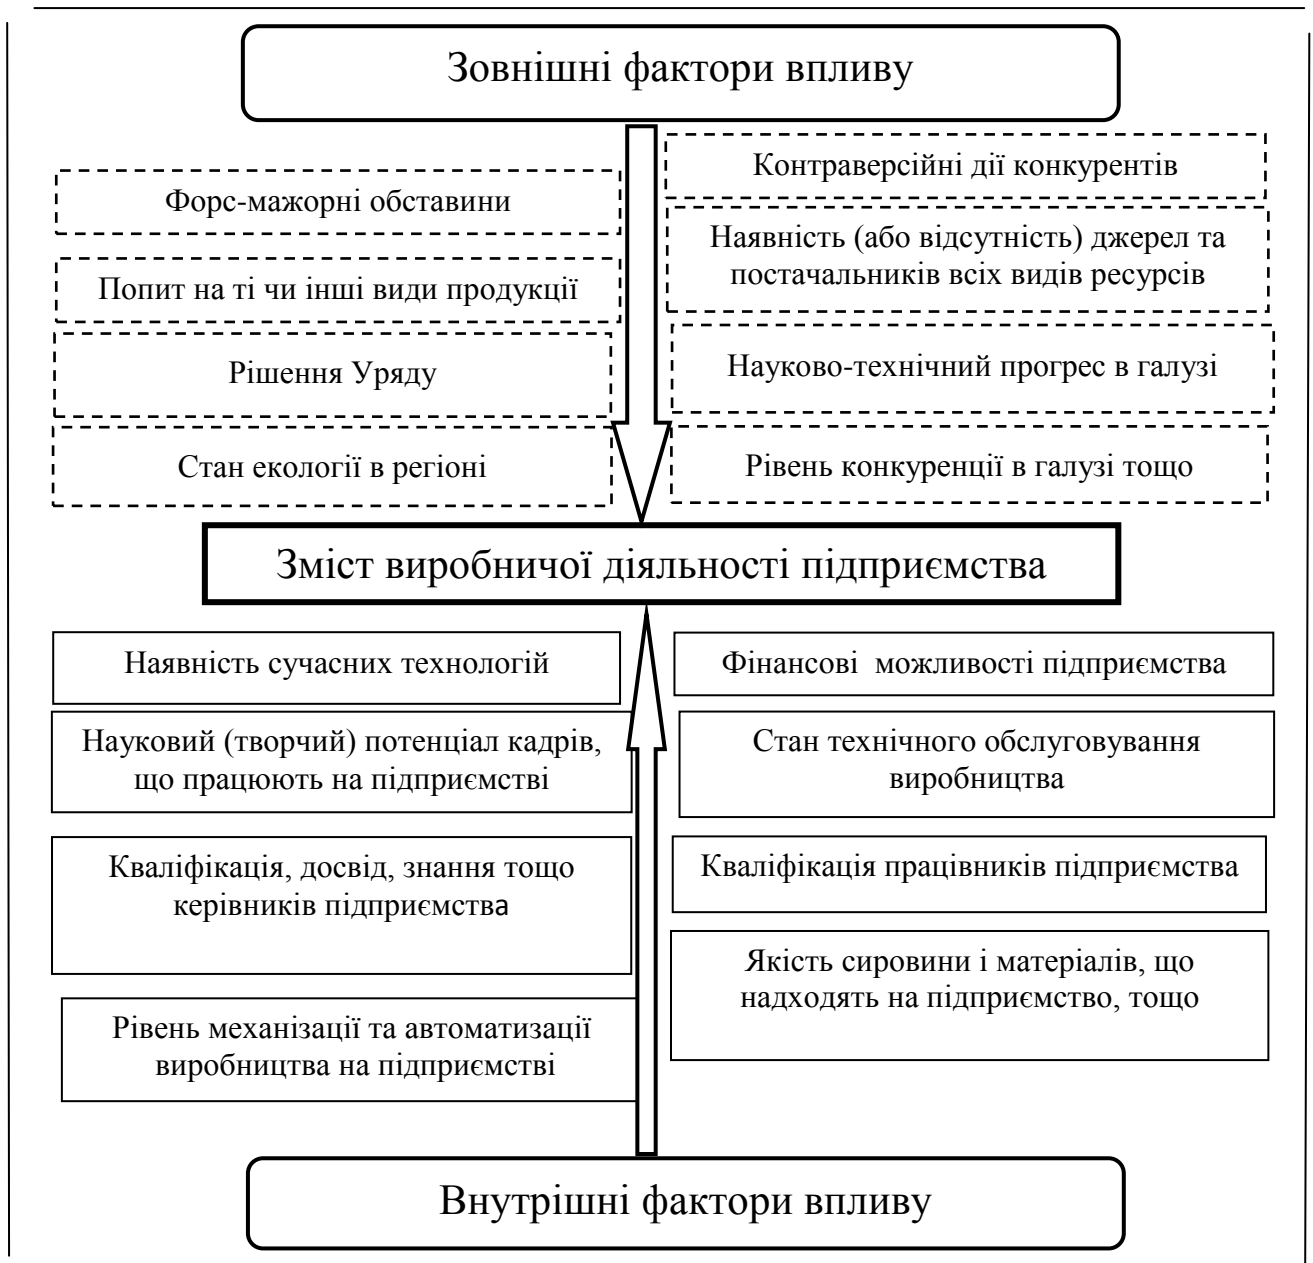 Зовнішні фактори впливу
Форс-мажорні обставини
Попит на ті чи інші види продукції
Рішення Уряду
Стан екології в регіоні
Контраверсійні дії конкурентів
Наявність (або відсутність) джерел та
постачальників всіх видів ресурсів
Науково-технічний прогрес в галузі
Рівень конкуренції в галузі тощо
Зміст виробничої діяльності підприємства
Наявність сучасних технологій
Науковий (творчий) потенціал кадрів,
що працюють на підприємстві
Кваліфікація, досвід, знання тощо
керівників підприємства
Рівень механізації та автоматизації
виробництва на підприємстві
Фінансові  можливості підприємства
Стан технічного обслуговування
виробництва
Кваліфікація працівників підприємства
Якість сировини і матеріалів, що
надходять на підприємство, тощо
Внутрішні фактори впливу